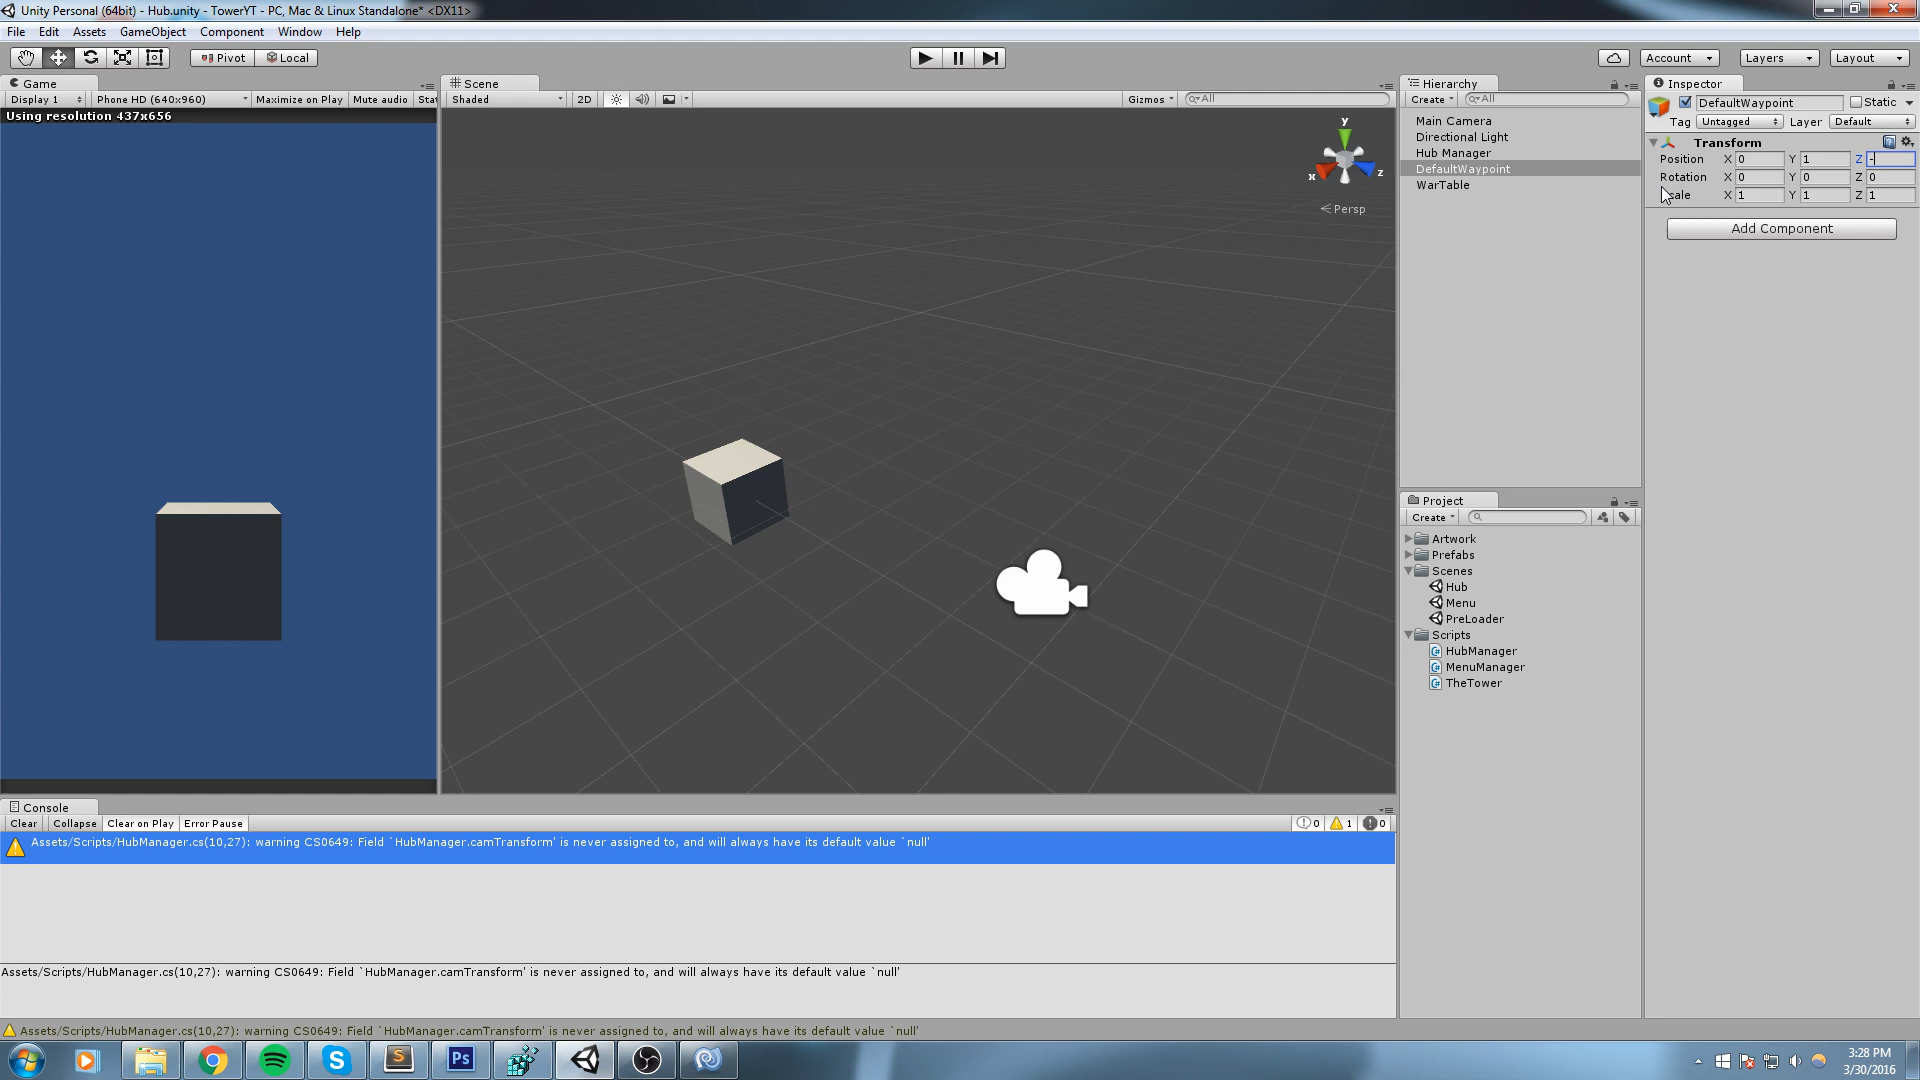 Unity Personal (64bit) - Hub.unity - TowerYT - PC, Mac & Linux Standalone* <DX11>
File Edit Assets GameObject Component Window Help
Pivot Local Account Layers Layout
Game Scene Hierarchy Inspector
Display 1 Phone HD (640x960) Maximize on Play Mute audio Stat Shaded 2D Gizmos All Create All
DefaultWaypoint Static
Using resolution 437x656
Tag Untagged Layer Default
Main Camera
Directional Light
Hub Manager
DefaultWaypoint
WarTable
Transform
Position X 0 Y 1 Z -
Rotation X 0 Y 0 Z 0
cale X 1 Y 1 Z 1
Add Component
y
x z
Persp
Project
Create
Artwork
Prefabs
Scenes
Hub
Menu
PreLoader
Scripts
HubManager
MenuManager
TheTower
Console
Clear Collapse Clear on Play Error Pause 0 1 0
Assets/Scripts/HubManager.cs(10,27): warning CS0649: Field `HubManager.camTransform' is never assigned to, and will always have its default value `null'
Assets/Scripts/HubManager.cs(10,27): warning CS0649: Field `HubManager.camTransform' is never assigned to, and will always have its default value `null'
Assets/Scripts/HubManager.cs(10,27): warning CS0649: Field `HubManager.camTransform' is never assigned to, and will always have its default value `null'
S Ps
3:28 PM
3/30/2016